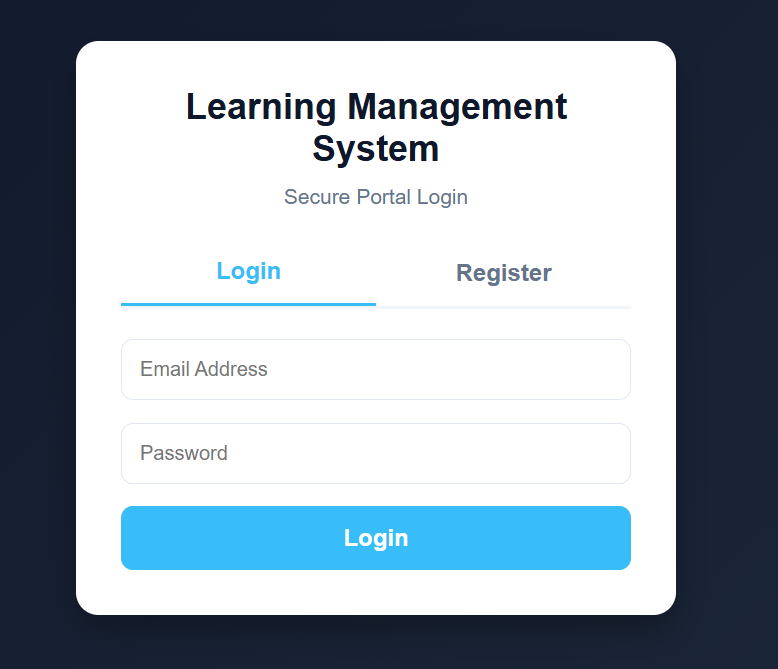 Learning Management
System
Secure Portal Login
Login
Register
Email Address
Password
Login